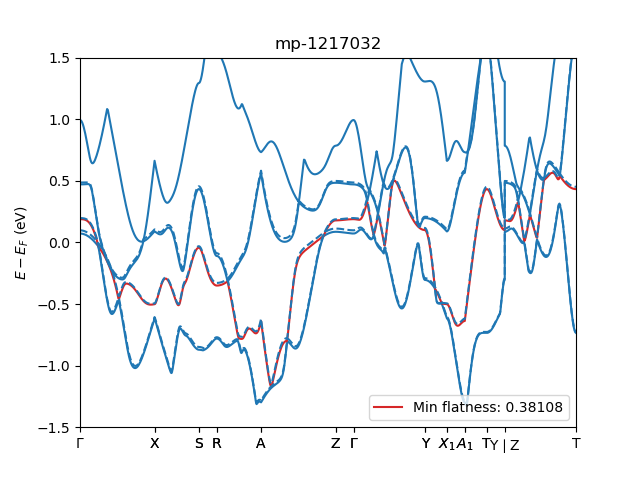 mp-1217032
E − E_F (eV)
1.5
1.0
0.5
0.0
−0.5
−1.0
−1.5
Min flatness: 0.38108
Γ X S R A Z Γ Y X₁ A₁ T Y | Z T